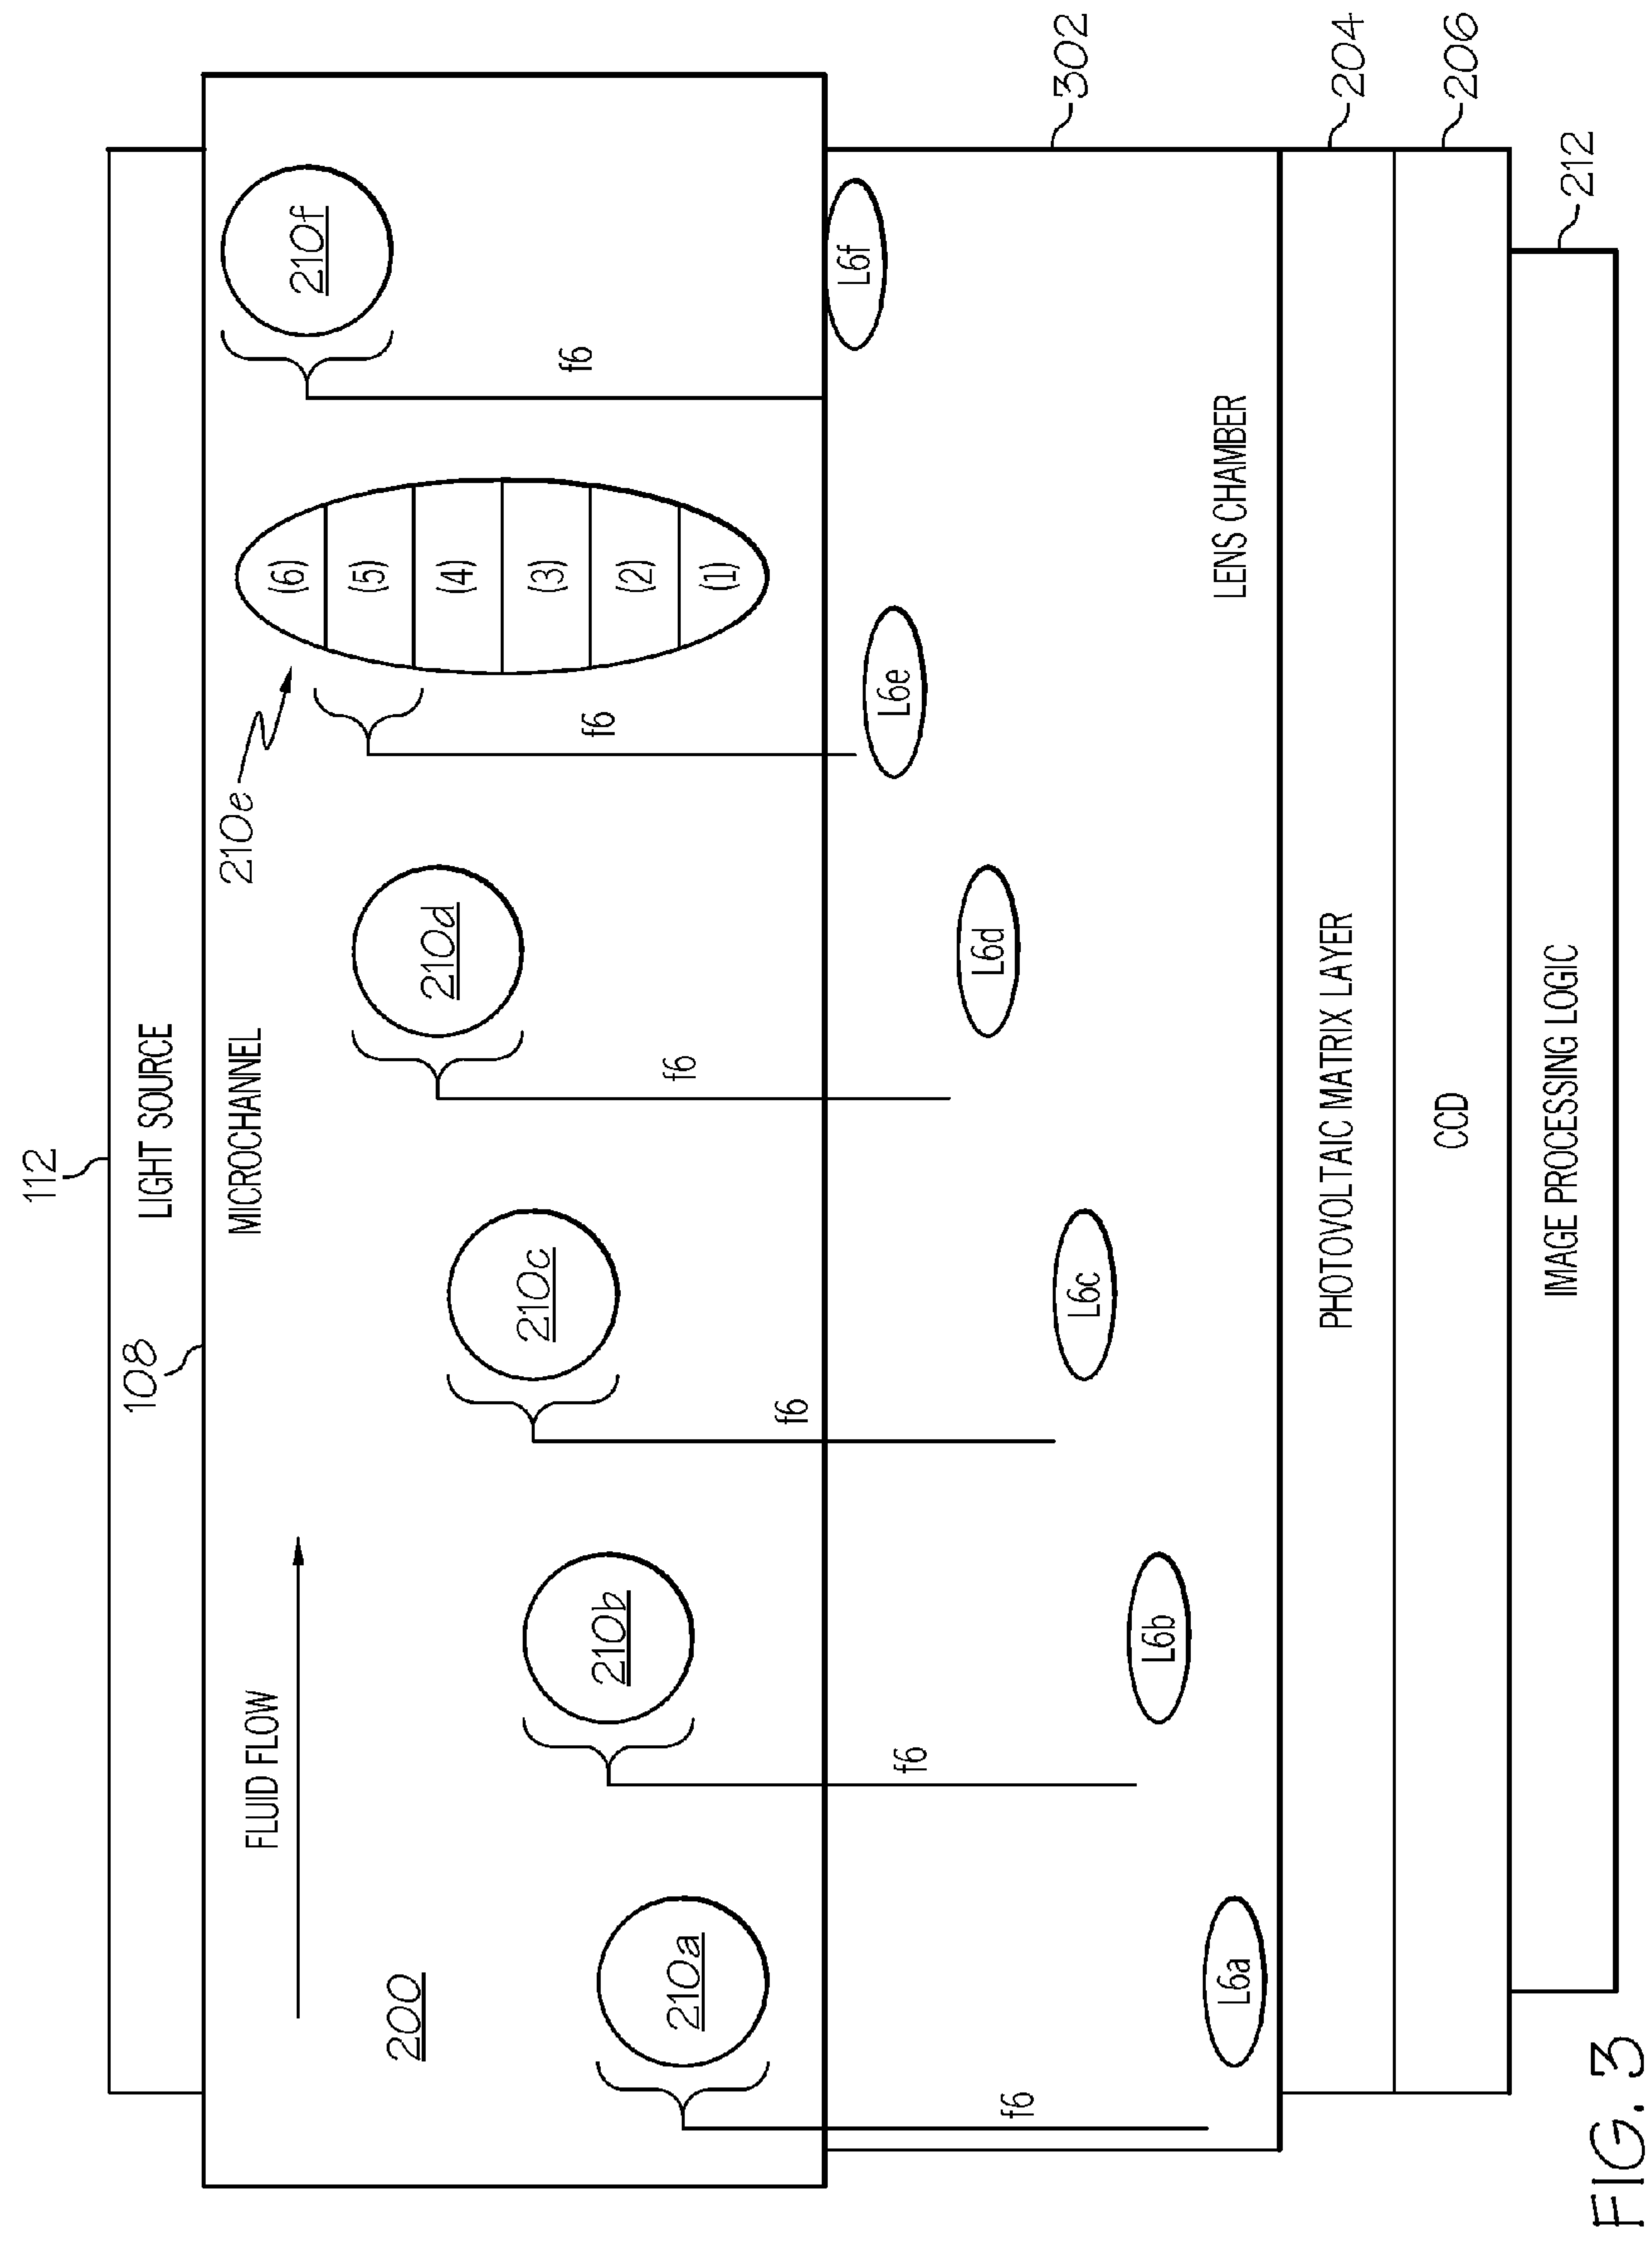 112
LIGHT SOURCE
108
MICROCHANNEL
FLUID FLOW
200
210a
f6
210b
f6
210c
f6
210d
f6
210e
(6)
(5)
(4)
(3)
(2)
(1)
f6
210f
f6
L6a
L6b
L6c
L6d
L6e
L6f
LENS CHAMBER
302
PHOTOVOLTAIC MATRIX LAYER
204
CCD
206
IMAGE PROCESSING LOGIC
212
FIG. 3